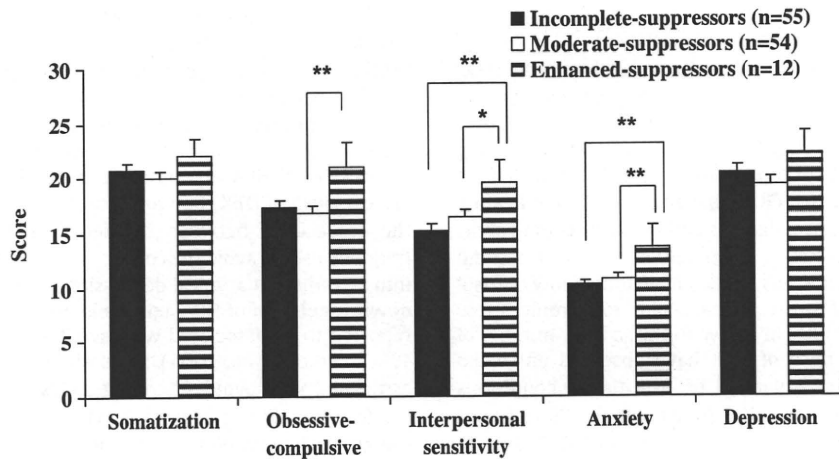 Incomplete-suppressors (n=55)
Moderate-suppressors (n=54)
Enhanced-suppressors (n=12)
30
25
20
15
10
5
0
Score
**
**
*
**
**
Somatization
Obsessive-
compulsive
Interpersonal
sensitivity
Anxiety
Depression